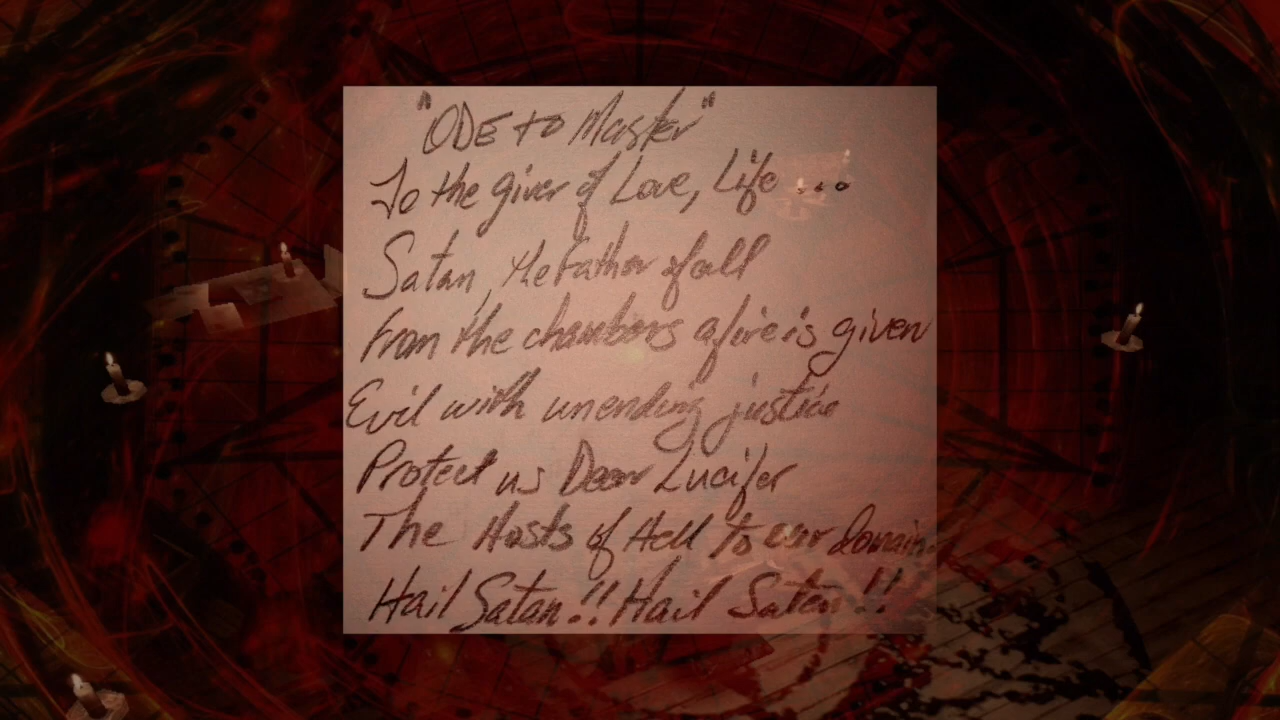 "ODE to Master"
To the giver of Love, Life ...
Satan, the Father of all
From the chambers afire is given
Evil with unending justice
Protect us Dear Lucifer
The Hosts of Hell to our domain.
Hail Satan!! Hail Satan!!